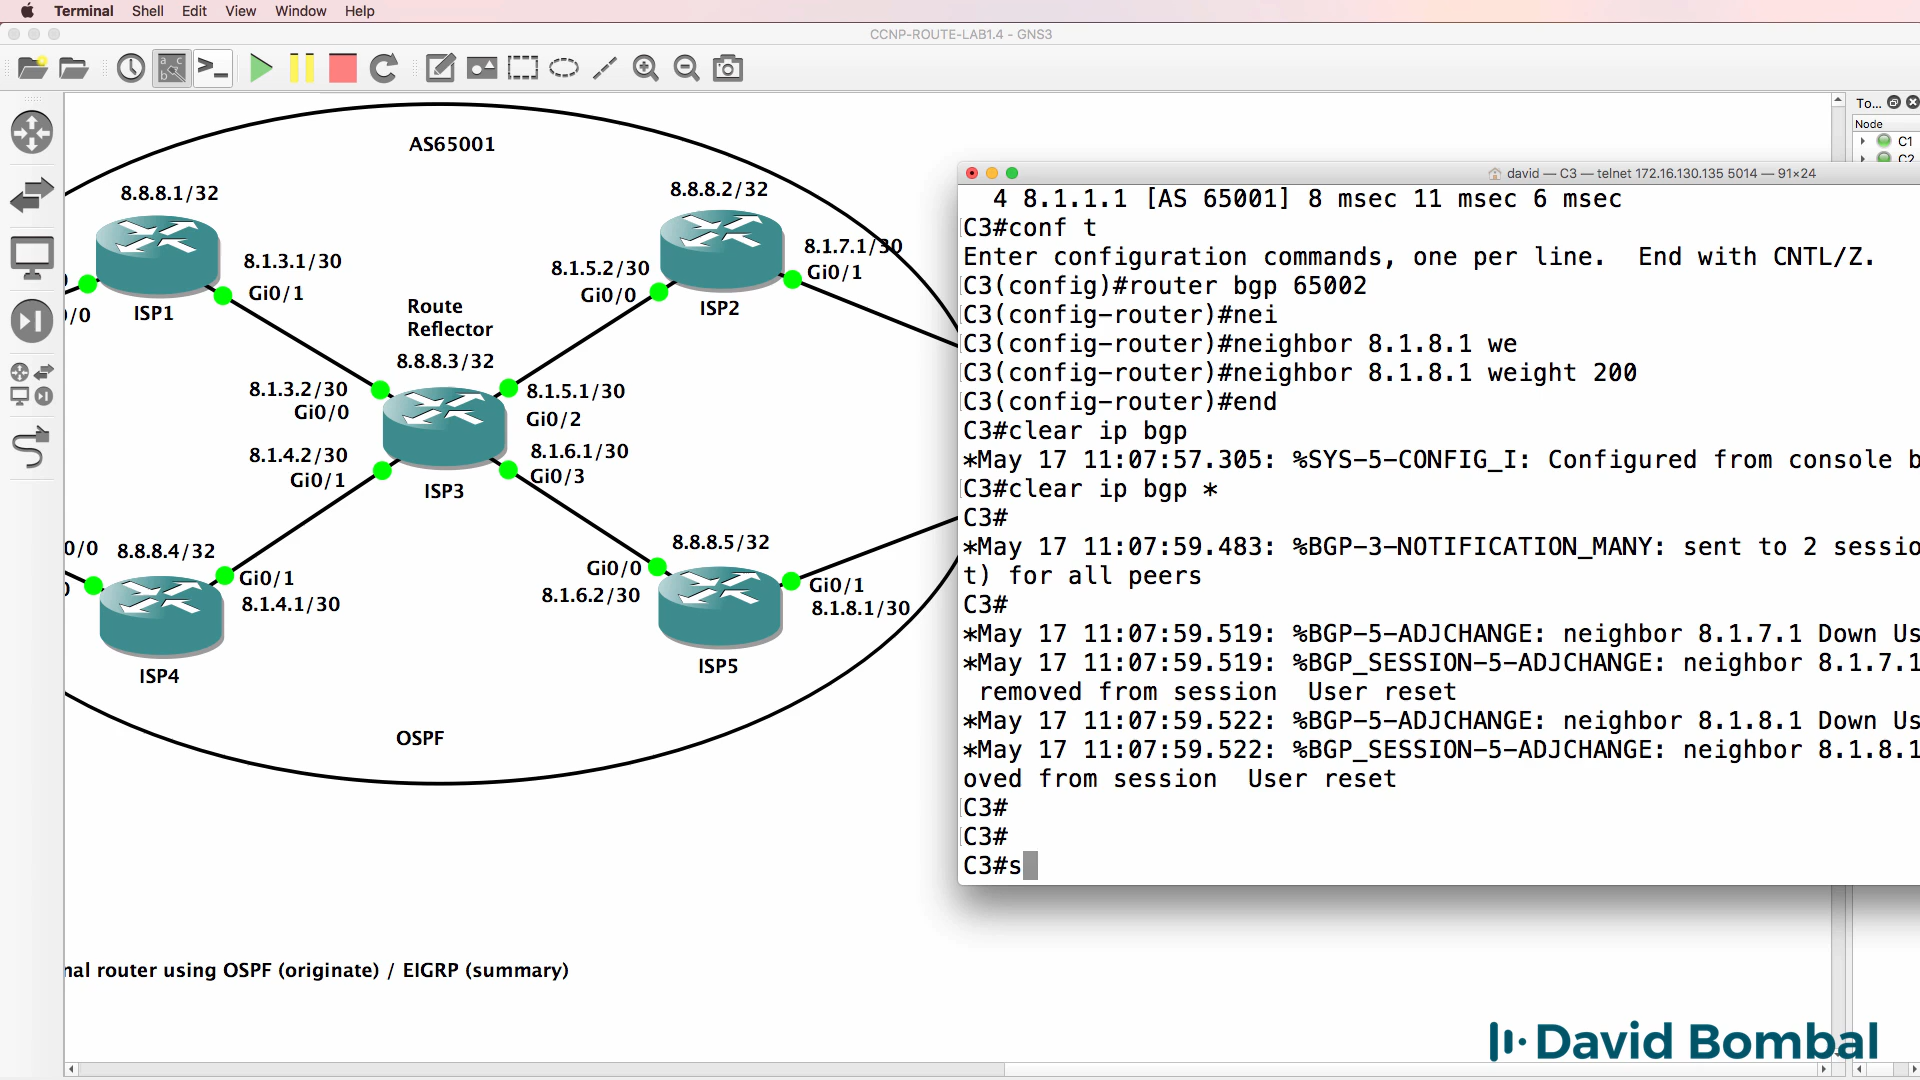 Terminal Shell Edit View Window Help
CCNP-ROUTE-LAB1.4 - GNS3
To...
Node
C1
C2
AS65001
8.8.8.1/32
8.8.8.2/32
8.1.3.1/30
Gi0/1
/0
ISP1
8.1.5.2/30
Gi0/0
8.1.7.1/30
Gi0/1
ISP2
Route
Reflector
8.8.8.3/32
8.1.3.2/30
Gi0/0
8.1.5.1/30
Gi0/2
8.1.4.2/30
Gi0/1
8.1.6.1/30
Gi0/3
ISP3
0/0 8.8.8.4/32
Gi0/1
8.1.4.1/30
ISP4
8.8.8.5/32
Gi0/0
8.1.6.2/30
Gi0/1
8.1.8.1/30
ISP5
OSPF
nal router using OSPF (originate) / EIGRP (summary)
david — C3 — telnet 172.16.130.135 5014 — 91×24
4 8.1.1.1 [AS 65001] 8 msec 11 msec 6 msec
C3#conf t
Enter configuration commands, one per line.  End with CNTL/Z.
C3(config)#router bgp 65002
C3(config-router)#nei
C3(config-router)#neighbor 8.1.8.1 we
C3(config-router)#neighbor 8.1.8.1 weight 200
C3(config-router)#end
C3#clear ip bgp
*May 17 11:07:57.305: %SYS-5-CONFIG_I: Configured from console b
C3#clear ip bgp *
C3#
*May 17 11:07:59.483: %BGP-3-NOTIFICATION_MANY: sent to 2 sessio
t) for all peers
C3#
*May 17 11:07:59.519: %BGP-5-ADJCHANGE: neighbor 8.1.7.1 Down Us
*May 17 11:07:59.519: %BGP_SESSION-5-ADJCHANGE: neighbor 8.1.7.1
removed from session  User reset
*May 17 11:07:59.522: %BGP-5-ADJCHANGE: neighbor 8.1.8.1 Down Us
*May 17 11:07:59.522: %BGP_SESSION-5-ADJCHANGE: neighbor 8.1.8.1
oved from session  User reset
C3#
C3#
C3#s
David Bombal